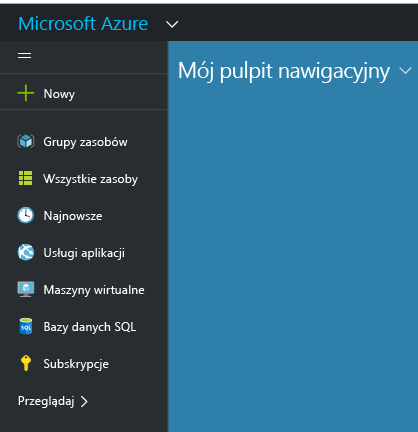 Microsoft Azure
Mój pulpit nawigacyjny
Nowy
Grupy zasobów
Wszystkie zasoby
Najnowsze
Usługi aplikacji
Maszyny wirtualne
SQL
Bazy danych SQL
Subskrypcje
Przeglądaj